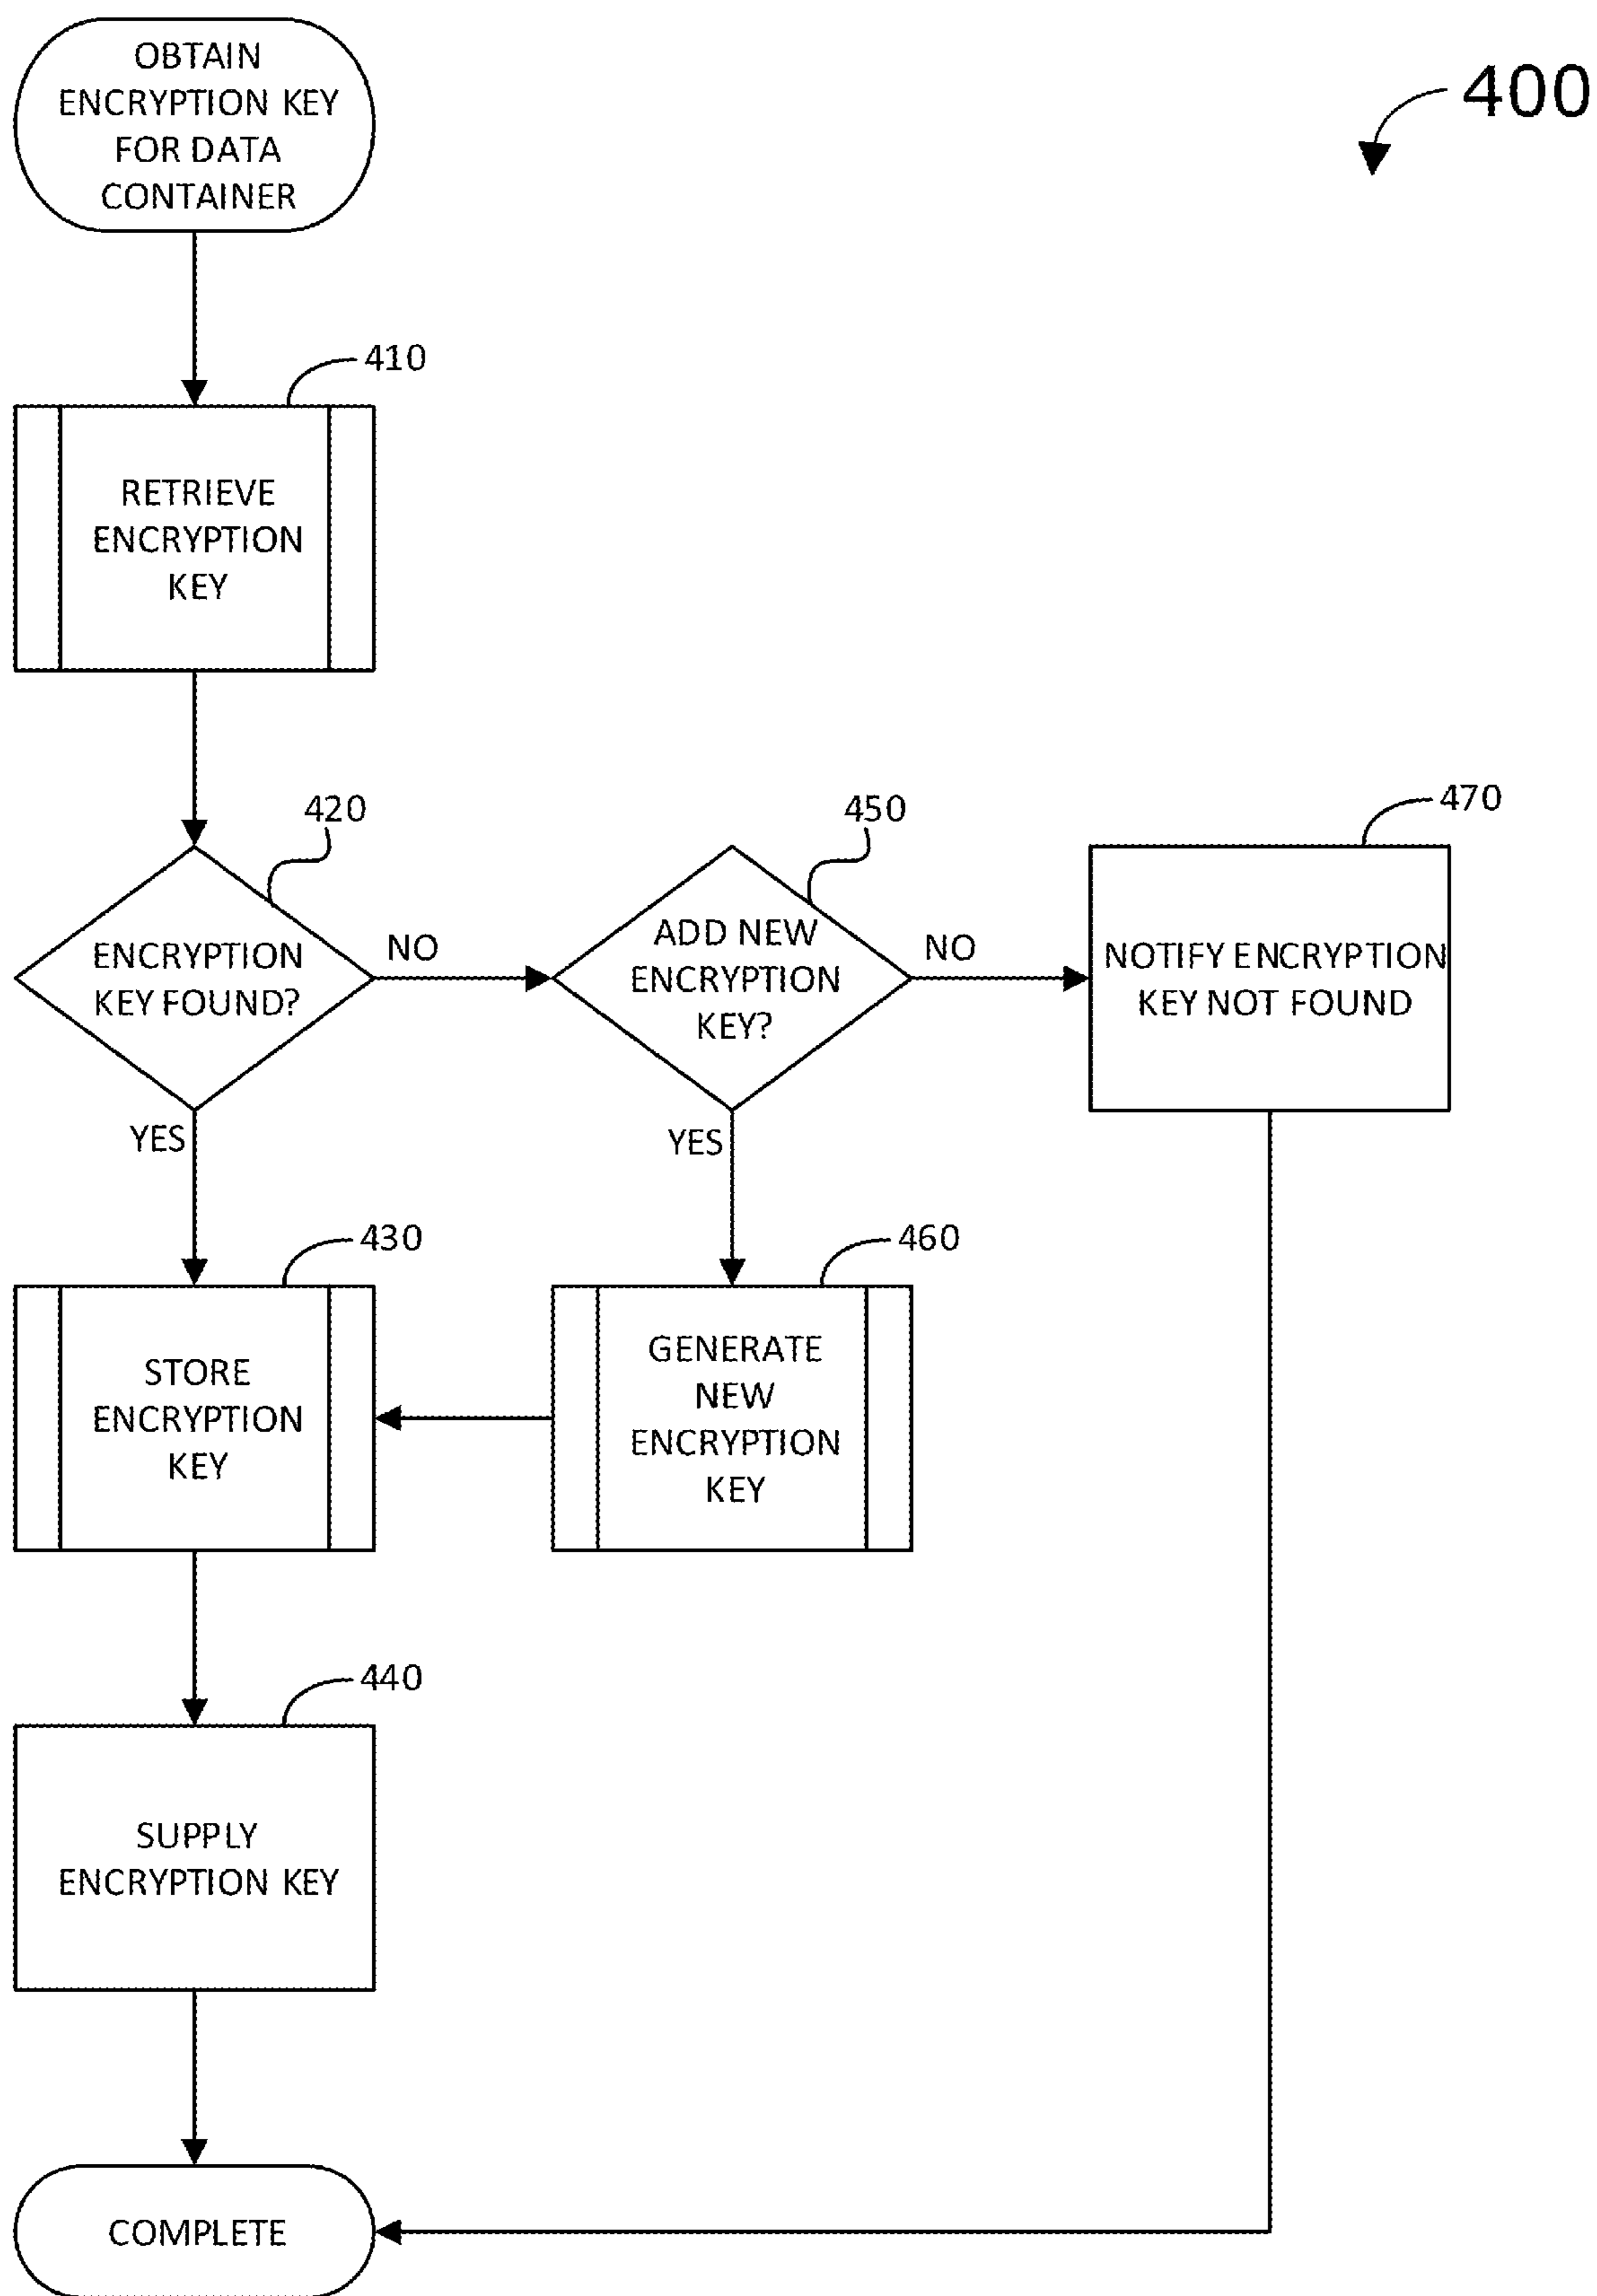 OBTAIN
ENCRYPTION KEY
FOR DATA
CONTAINER
400
410
RETRIEVE
ENCRYPTION
KEY
420
ENCRYPTION
KEY FOUND?
NO
YES
450
ADD NEW
ENCRYPTION
KEY?
NO
YES
470
NOTIFY ENCRYPTION
KEY NOT FOUND
430
STORE
ENCRYPTION
KEY
460
GENERATE
NEW
ENCRYPTION
KEY
440
SUPPLY
ENCRYPTION KEY
COMPLETE